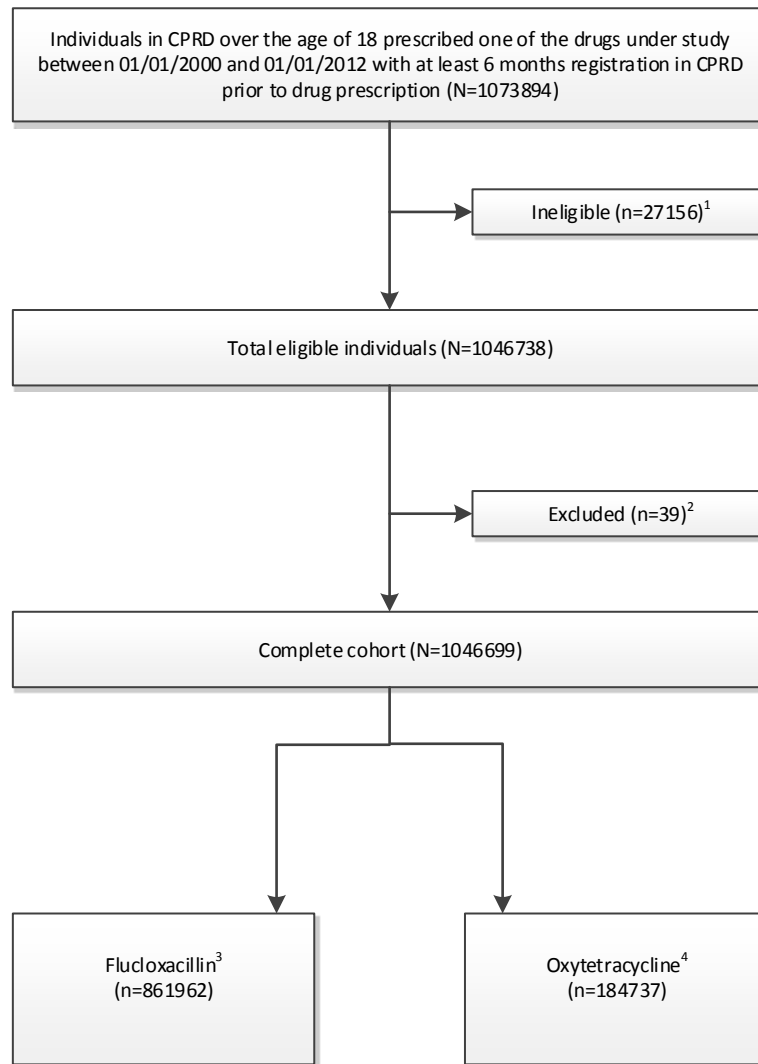 Individuals in CPRD over the age of 18 prescribed one of the drugs under study
between 01/01/2000 and 01/01/2012 with at least 6 months registration in CPRD
prior to drug prescription (N=1073894)
Ineligible (n=27156)¹
Total eligible individuals (N=1046738)
Excluded (n=39)²
Complete cohort (N=1046699)
Flucloxacillin³
(n=861962)
Oxytetracycline⁴
(n=184737)